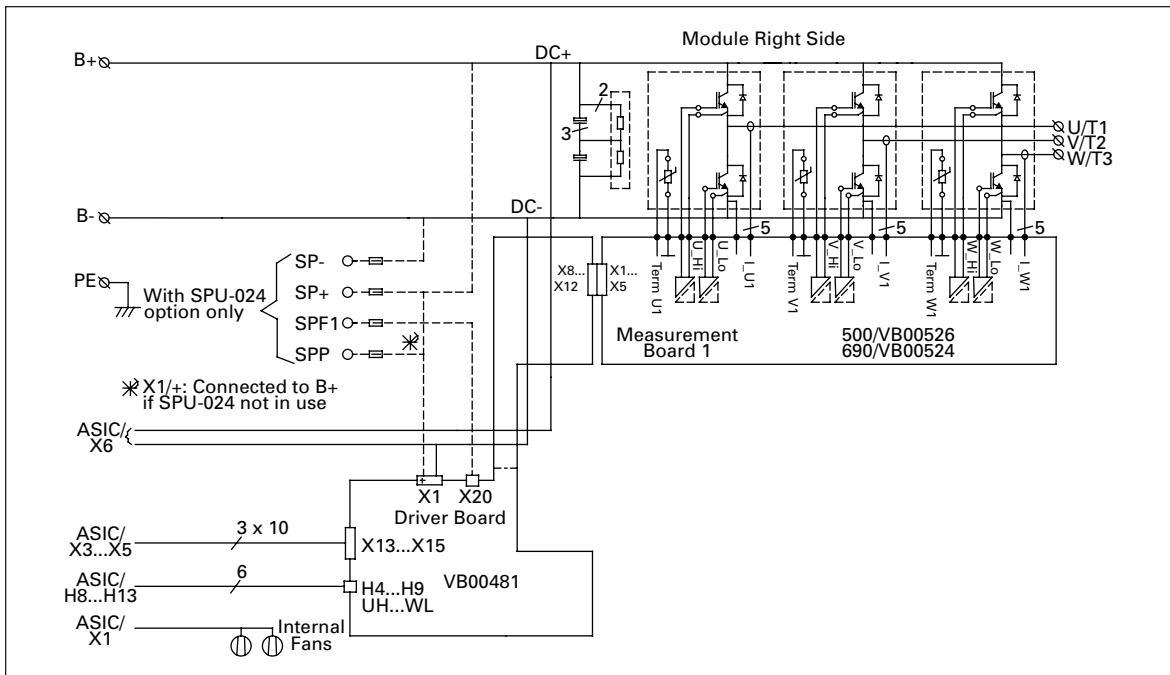 Module Right Side
B+
DC+
2
3
U/T1
V/T2
W/T3
B-
DC-
5
5
5
SP-
SP+
SPF1
SPP
PE
With SPU-024
option only
X1/+: Connected to B+
if SPU-024 not in use
X8...
X12
X1...
X5
Term U1
U_Hi
U_Lo
I_U1
Term V1
V_Hi
V_Lo
I_V1
Term W1
W_Hi
W_Lo
I_W1
Measurement
Board 1
500/VB00526
690/VB00524
ASIC/
X6
+
X1
X20
Driver Board
ASIC/
X3...X5
3 x 10
X13...X15
ASIC/
H8...H13
6
H4...H9
UH...WL
VB00481
ASIC/
X1
Internal
Fans